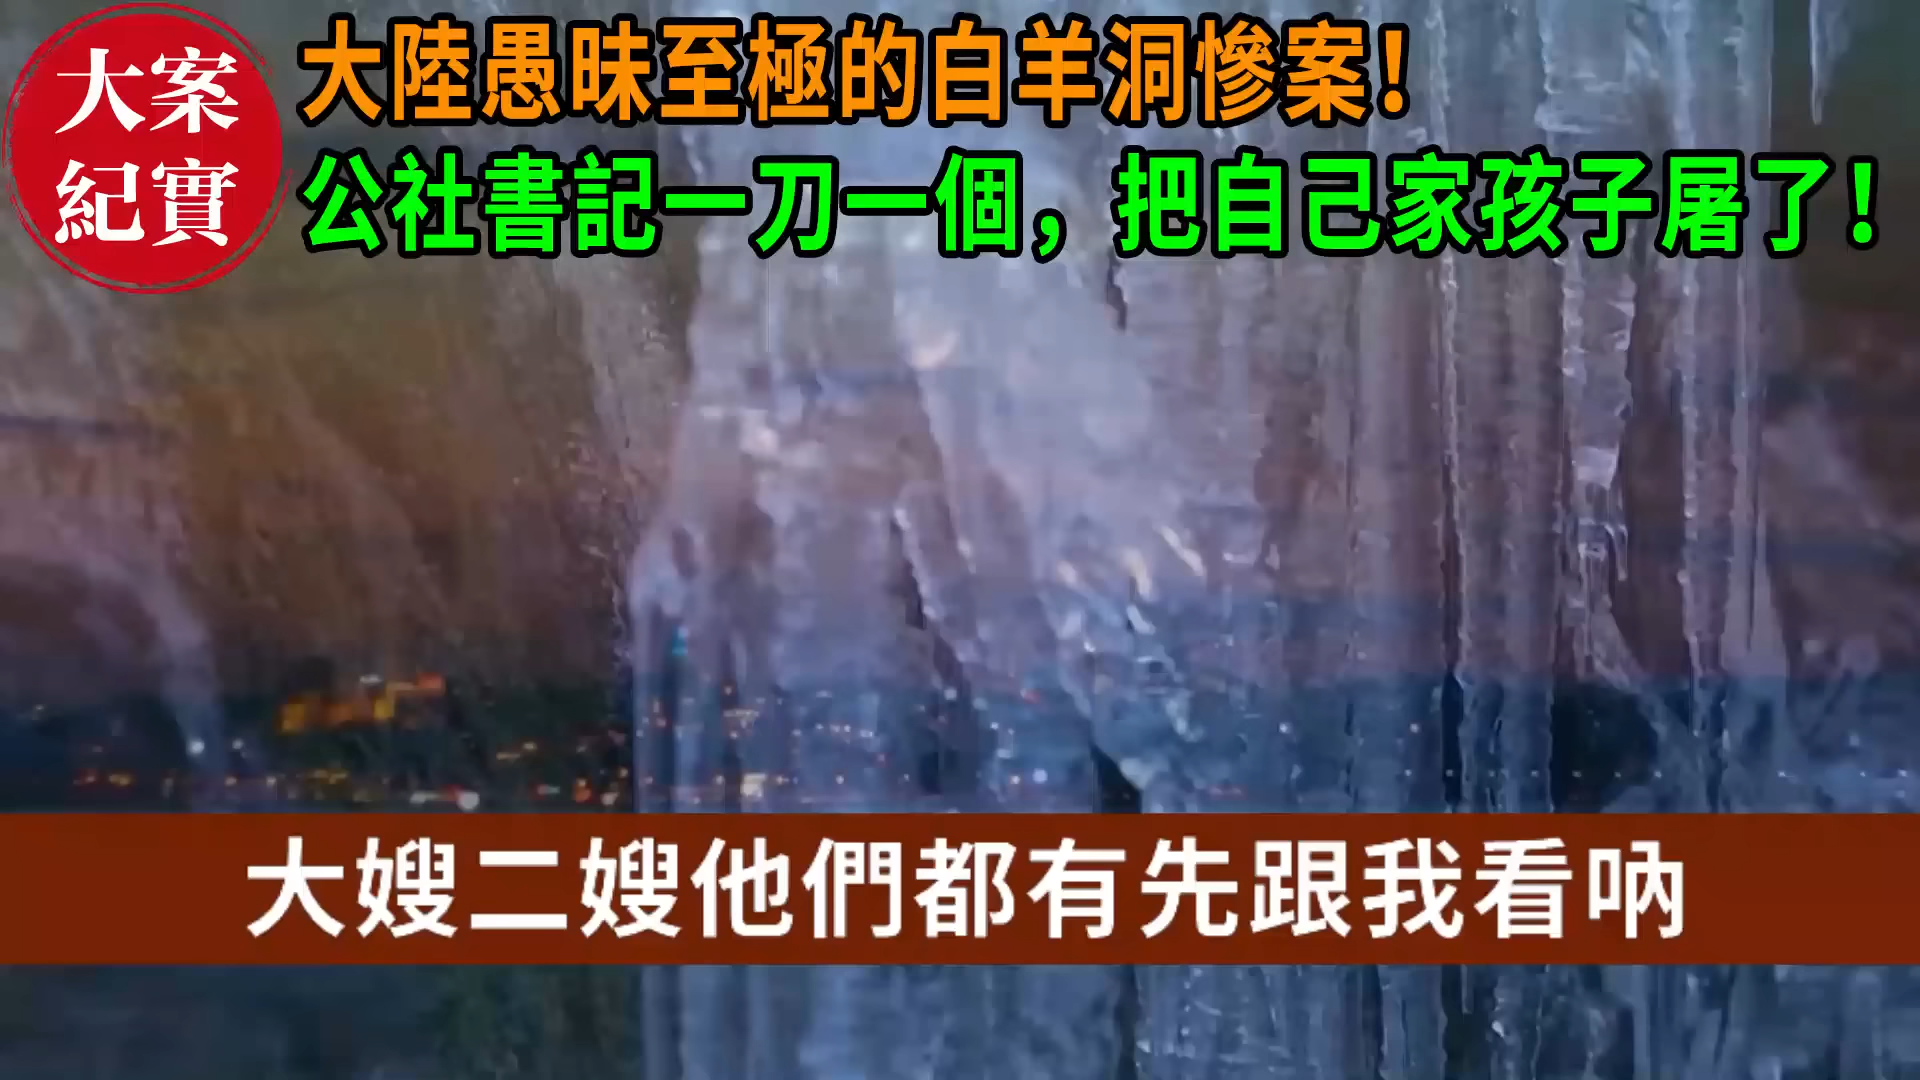 大案
紀實
大陸愚昧至極的白羊洞慘案！
公社書記一刀一個，把自己家孩子屠了！
大嫂二嫂他們都有先跟我看吶